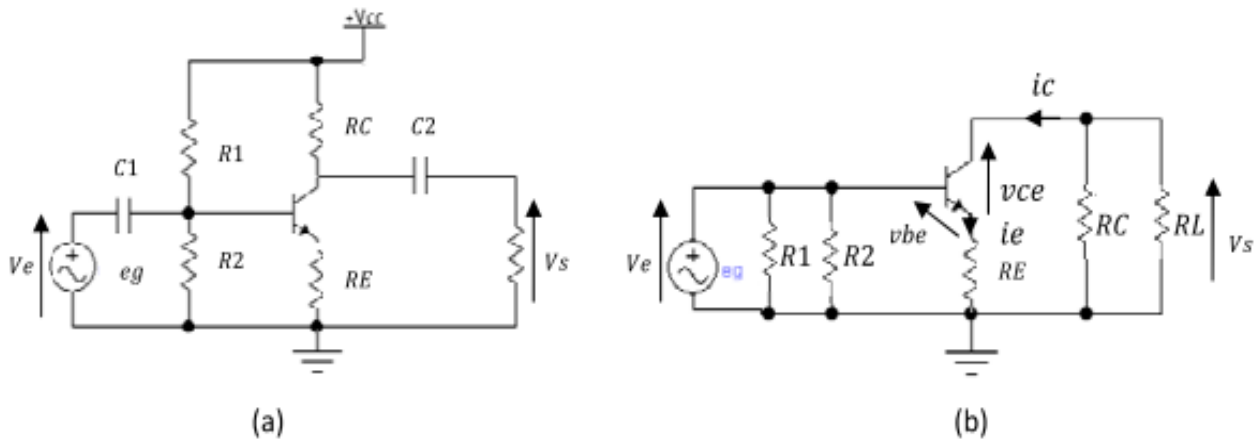 +Vcc
RC
C2
R1
C1
Ve
eg
R2
RE
Vs
(a)
ic
vce
vbe
ie
Ve
eg
R1
R2
RE
RC
RL
Vs
(b)